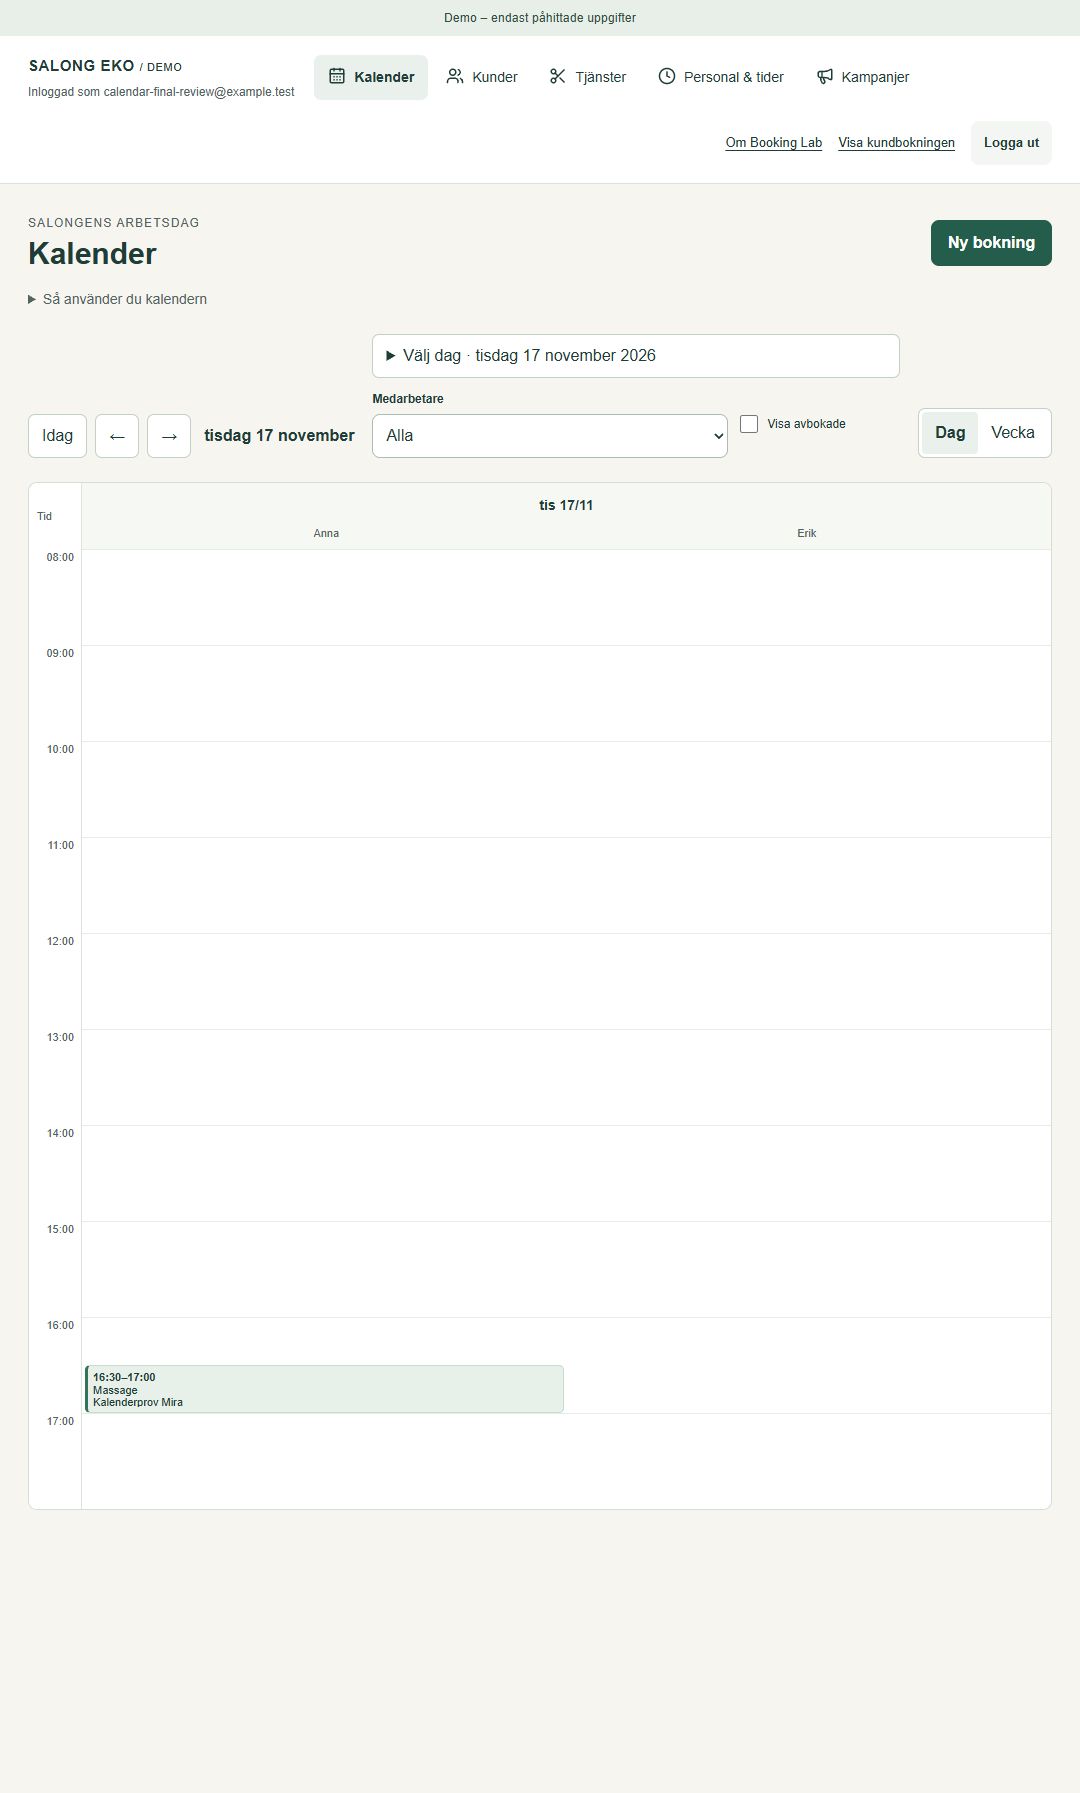 Demo – endast påhittade uppgifter
SALONG EKO / DEMO
Inloggad som calendar-final-review@example.test
Kalender
Kunder
Tjänster
Personal & tider
Kampanjer
Om Booking Lab
Visa kundbokningen
Logga ut
SALONGENS ARBETSDAG
Kalender
Ny bokning
Så använder du kalendern
Välj dag · tisdag 17 november 2026
Medarbetare
Idag
←
→
tisdag 17 november
Alla
Visa avbokade
Dag
Vecka
Tid
tis 17/11
Anna
Erik
08:00
09:00
10:00
11:00
12:00
13:00
14:00
15:00
16:00
16:30–17:00
Massage
Kalenderprov Mira
17:00